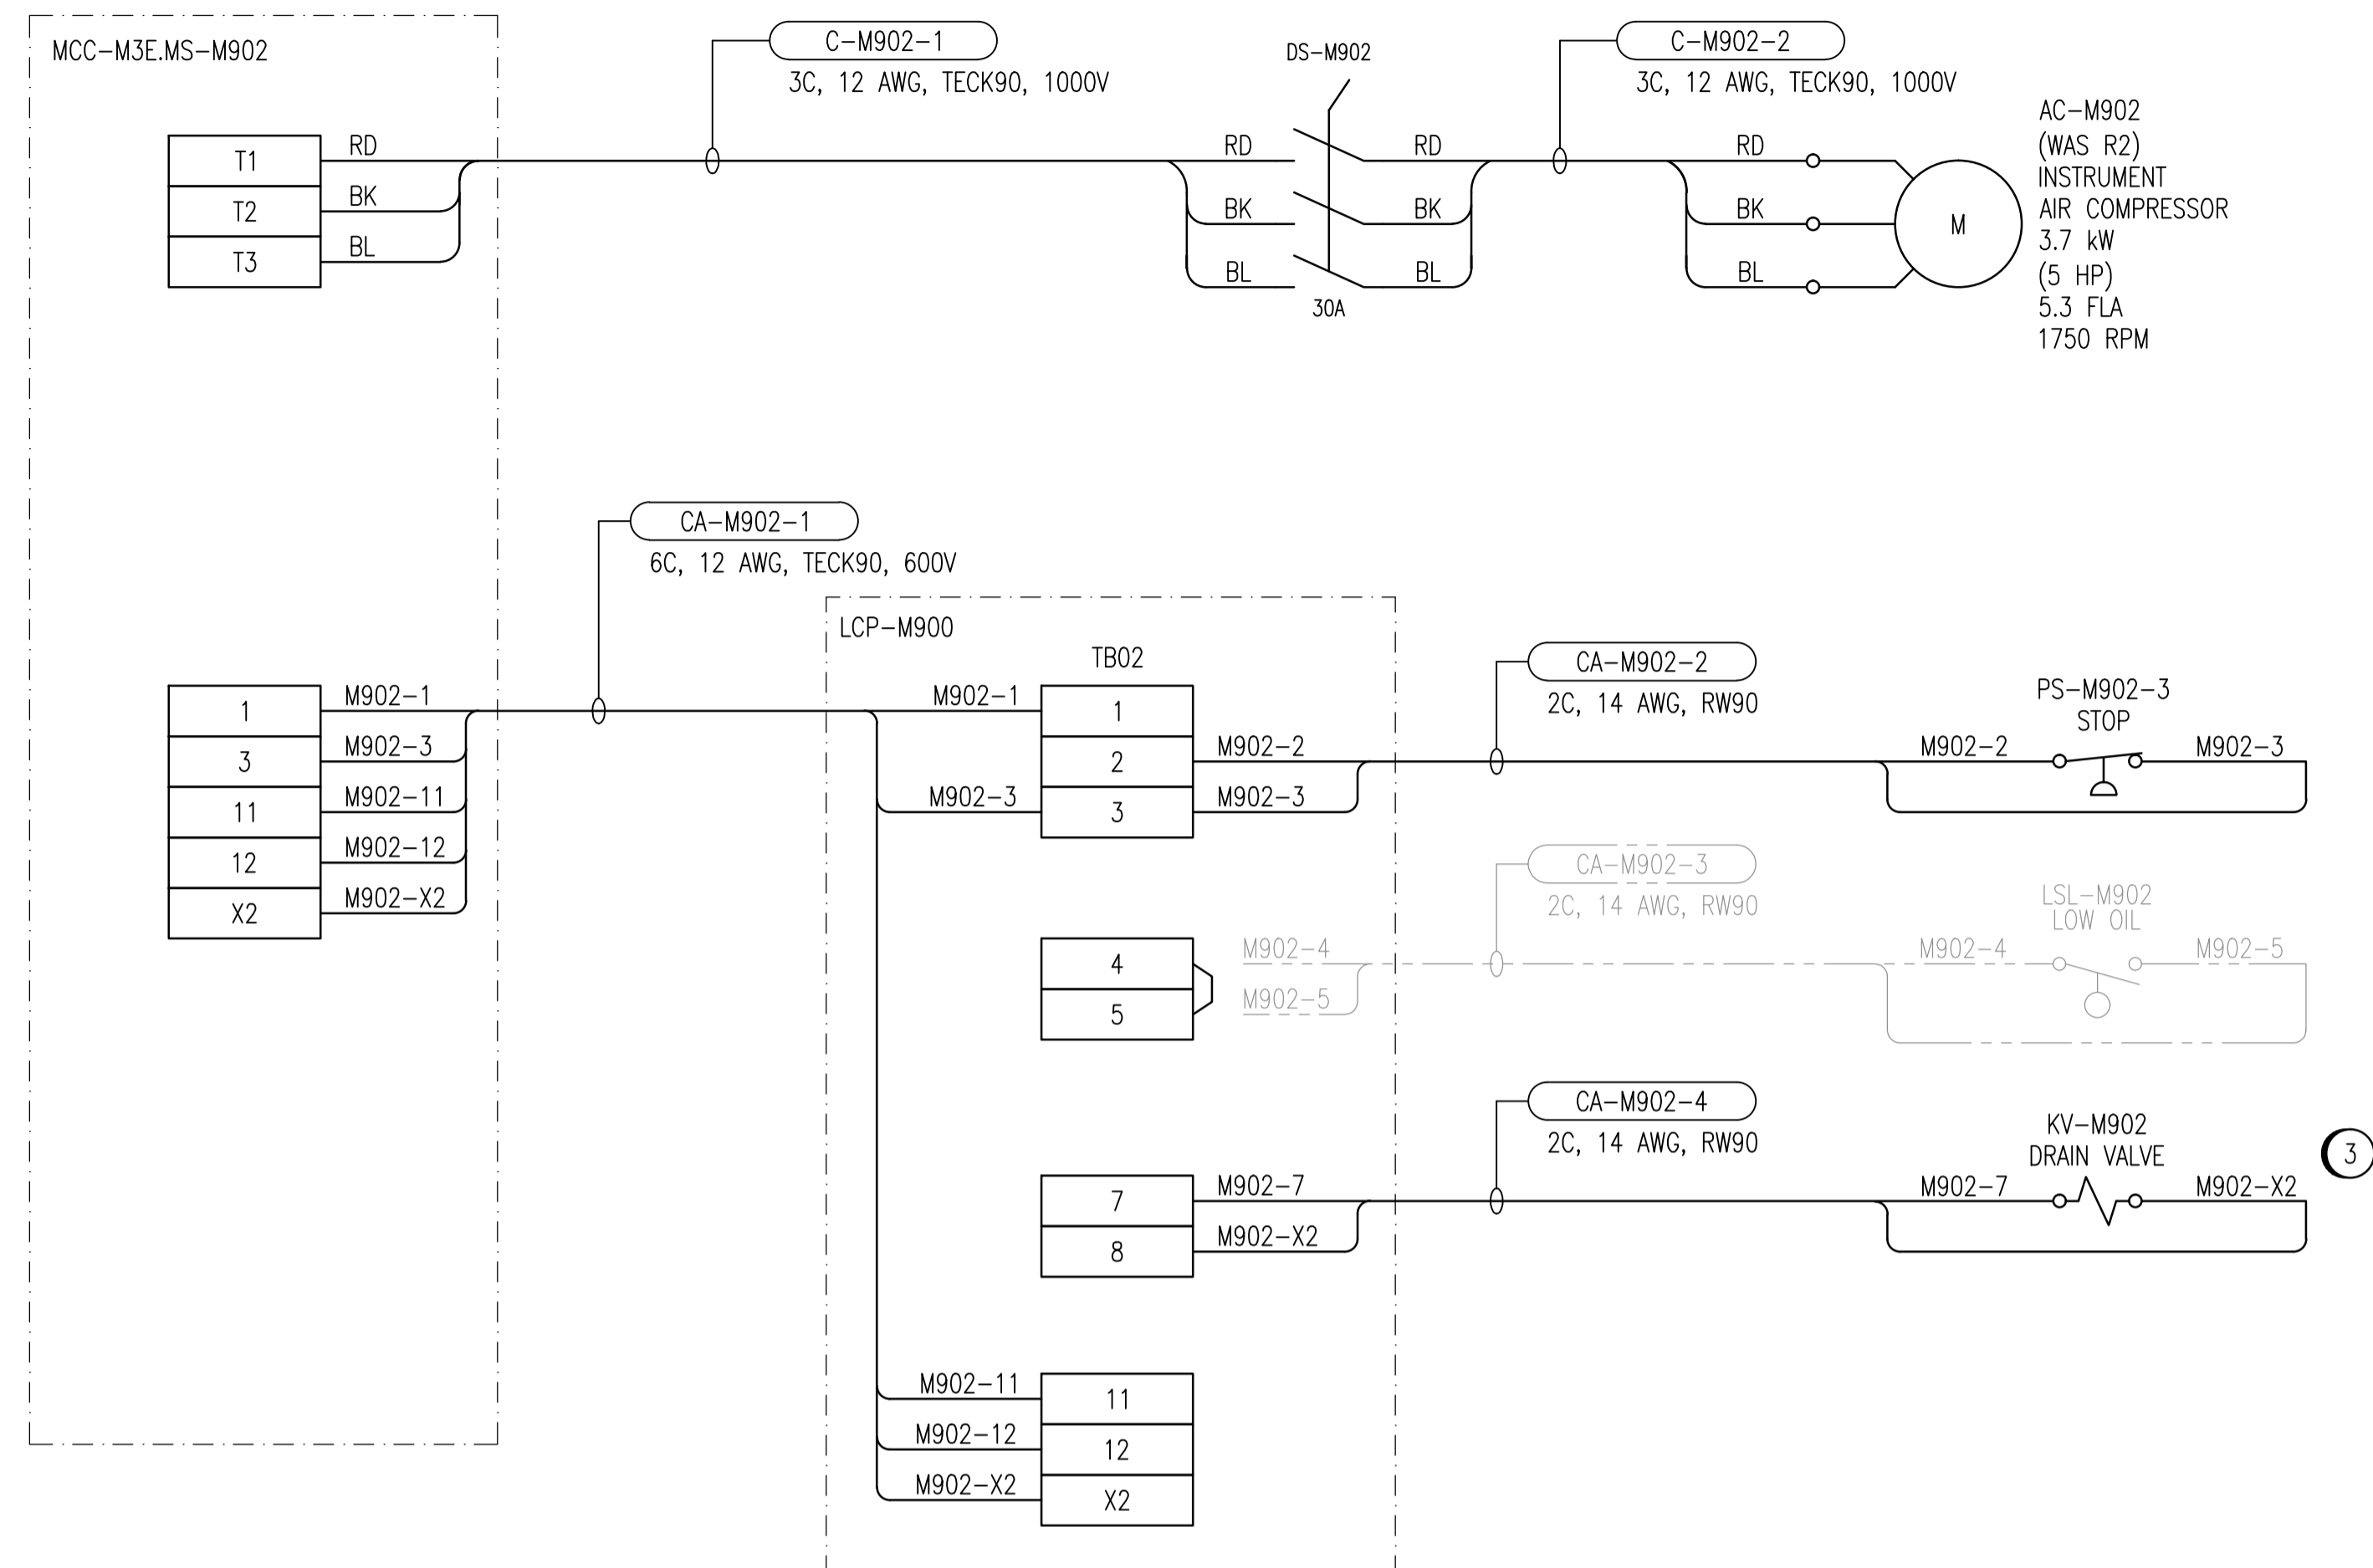 MCC-M3E.MS-M902
C-M902-1
3C, 12 AWG, TECK90, 1000V
DS-M902
C-M902-2
3C, 12 AWG, TECK90, 1000V
AC-M902
(WAS R2)
INSTRUMENT
AIR COMPRESSOR
3.7 kW
(5 HP)
5.3 FLA
1750 RPM
T1 RD RD RD RD
T2 BK BK BK BK M
T3 BL BL BL BL
30A
CA-M902-1
6C, 12 AWG, TECK90, 600V
LCP-M900
TB02
CA-M902-2
2C, 14 AWG, RW90
PS-M902-3
STOP
1 M902-1 M902-1 1
3 M902-3 2 M902-2 M902-2 M902-3
11 M902-11 M902-3 3 M902-3
12 M902-12
X2 M902-X2
CA-M902-3
2C, 14 AWG, RW90
LSL-M902
LOW OIL
4 M902-4 M902-4 M902-5
5 M902-5
CA-M902-4
2C, 14 AWG, RW90
KV-M902
DRAIN VALVE
3
7 M902-7 M902-7 M902-X2
8 M902-X2
M902-11 11
M902-12 12
M902-X2 X2